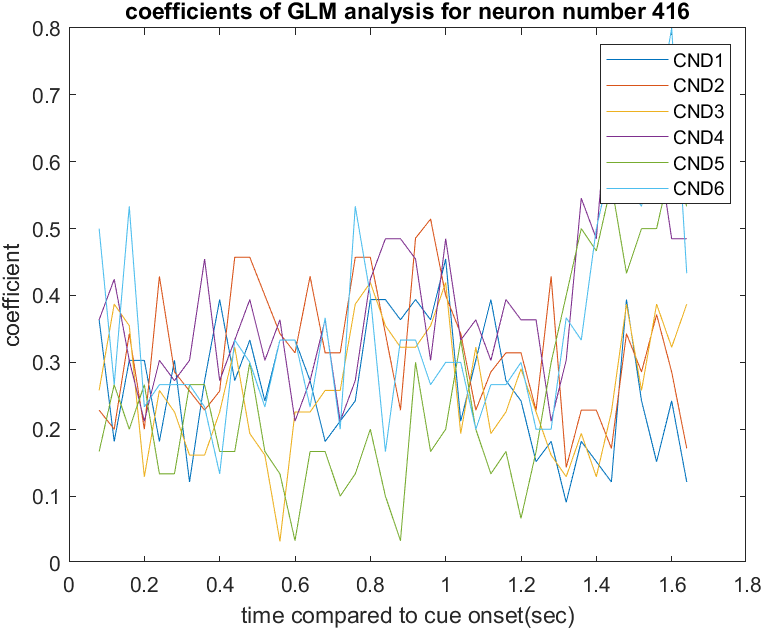 coefficients of GLM analysis for neuron number 416
0.8
0.7
0.6
0.5
0.4
0.3
0.2
0.1
0
coefficient
CND1
CND2
CND3
CND4
CND5
CND6
0
0.2
0.4
0.6
0.8
1
1.2
1.4
1.6
1.8
time compared to cue onset(sec)